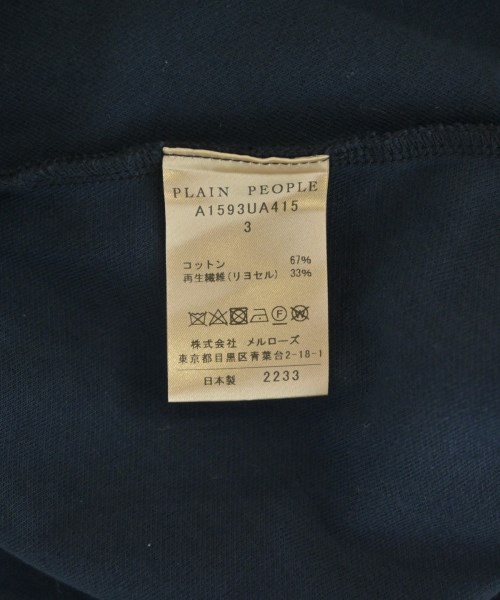 PLAIN PEOPLE
A1593UA415
3
コットン 67%
再生繊維(リヨセル) 33%
株式会社 メルローズ
東京都目黒区青葉台2-18-1
日本製 2233